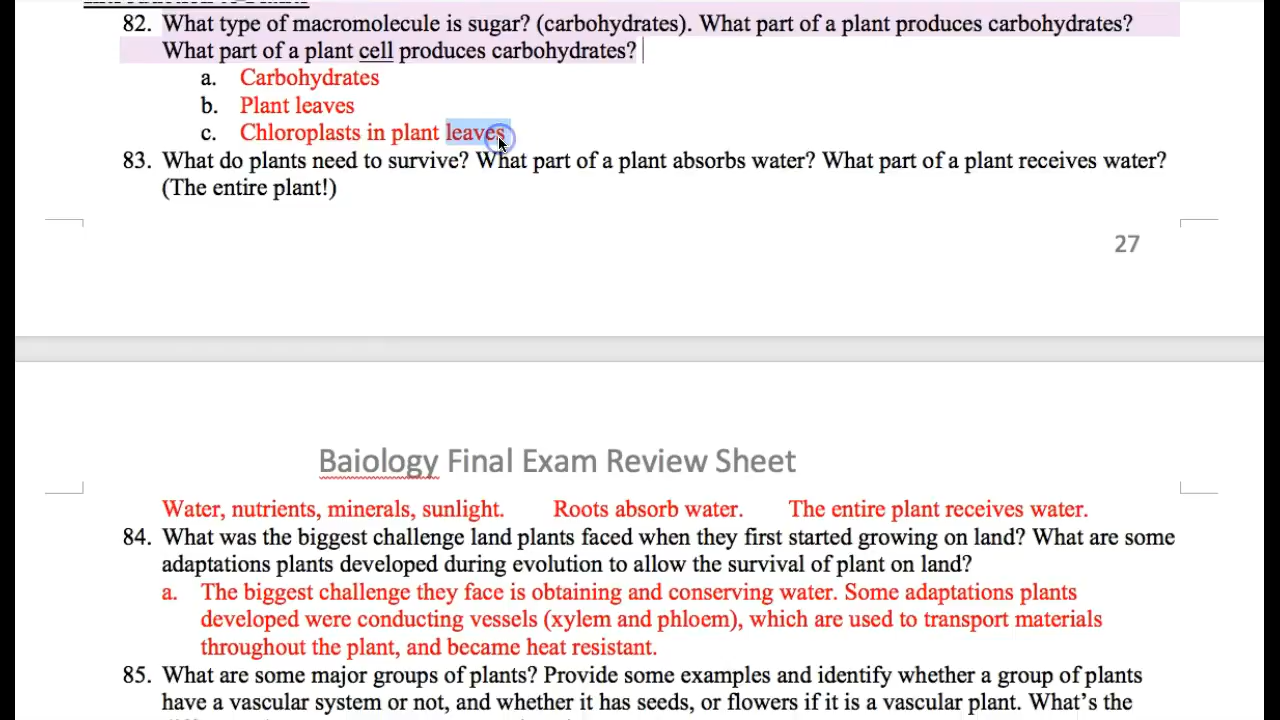 82. What type of macromolecule is sugar? (carbohydrates). What part of a plant produces carbohydrates?
What part of a plant cell produces carbohydrates?
a. Carbohydrates
b. Plant leaves
c. Chloroplasts in plant leaves
83. What do plants need to survive? What part of a plant absorbs water? What part of a plant receives water?
(The entire plant!)
27
Baiology Final Exam Review Sheet
Water, nutrients, minerals, sunlight. Roots absorb water. The entire plant receives water.
84. What was the biggest challenge land plants faced when they first started growing on land? What are some
adaptations plants developed during evolution to allow the survival of plant on land?
a. The biggest challenge they face is obtaining and conserving water. Some adaptations plants
developed were conducting vessels (xylem and phloem), which are used to transport materials
throughout the plant, and became heat resistant.
85. What are some major groups of plants? Provide some examples and identify whether a group of plants
have a vascular system or not, and whether it has seeds, or flowers if it is a vascular plant. What's the